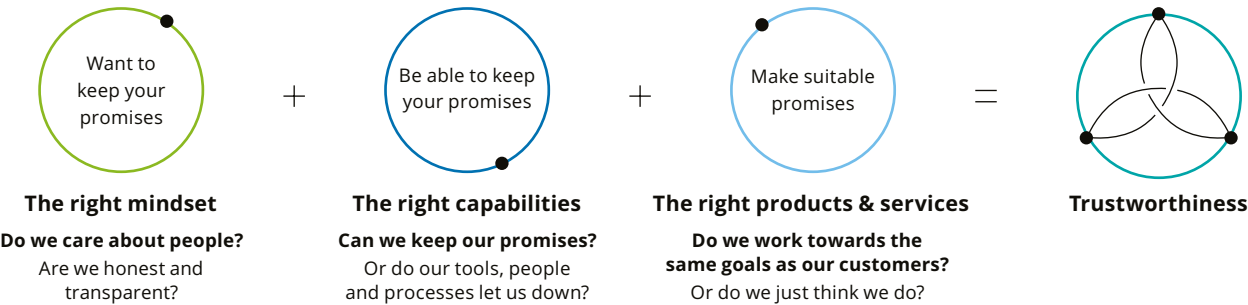 Want to
keep your
promises
+
Be able to keep
your promises
+
Make suitable
promises
=
The right mindset
Do we care about people?
Are we honest and
transparent?
The right capabilities
Can we keep our promises?
Or do our tools, people
and processes let us down?
The right products & services
Do we work towards the
same goals as our customers?
Or do we just think we do?
Trustworthiness